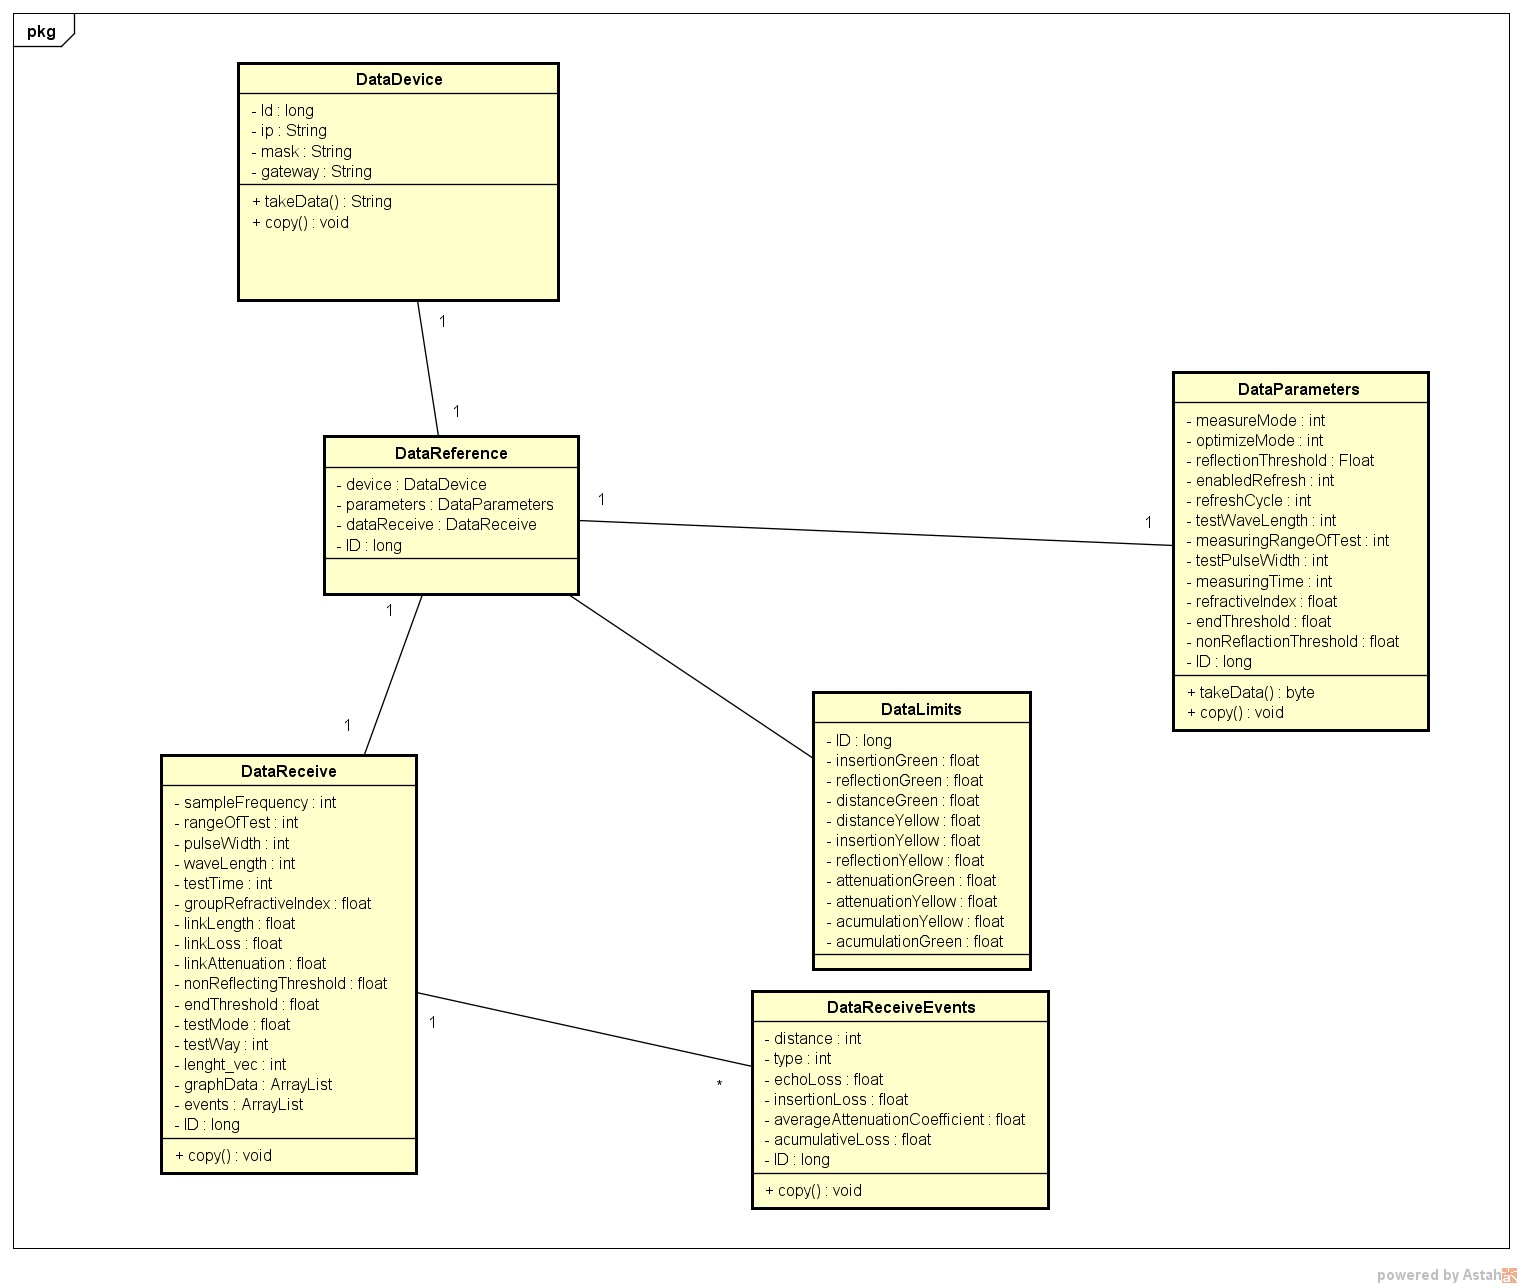 pkg
DataDevice
- Id : long
- ip : String
- mask : String
- gateway : String
+ takeData() : String
+ copy() : void
1
1
DataReference
- device : DataDevice
- parameters : DataParameters
- dataReceive : DataReceive
- ID : long
1
1
DataParameters
- measureMode : int
- optimizeMode : int
- reflectionThreshold : Float
- enabledRefresh : int
- refreshCycle : int
- testWaveLength : int
- measuringRangeOfTest : int
- testPulseWidth : int
- measuringTime : int
- refractiveIndex : float
- endThreshold : float
- nonReflactionThreshold : float
- ID : long
+ takeData() : byte
+ copy() : void
1
1
DataLimits
- ID : long
- insertionGreen : float
- reflectionGreen : float
- distanceGreen : float
- distanceYellow : float
- insertionYellow : float
- reflectionYellow : float
- attenuationGreen : float
- attenuationYellow : float
- acumulationYellow : float
- acumulationGreen : float
DataReceive
- sampleFrequency : int
- rangeOfTest : int
- pulseWidth : int
- waveLength : int
- testTime : int
- groupRefractiveIndex : float
- linkLength : float
- linkLoss : float
- linkAttenuation : float
- nonReflectingThreshold : float
- endThreshold : float
- testMode : float
- testWay : int
- lenght_vec : int
- graphData : ArrayList
- events : ArrayList
- ID : long
+ copy() : void
1
*
DataReceiveEvents
- distance : int
- type : int
- echoLoss : float
- insertionLoss : float
- averageAttenuationCoefficient : float
- acumulativeLoss : float
- ID : long
+ copy() : void
powered by Astah